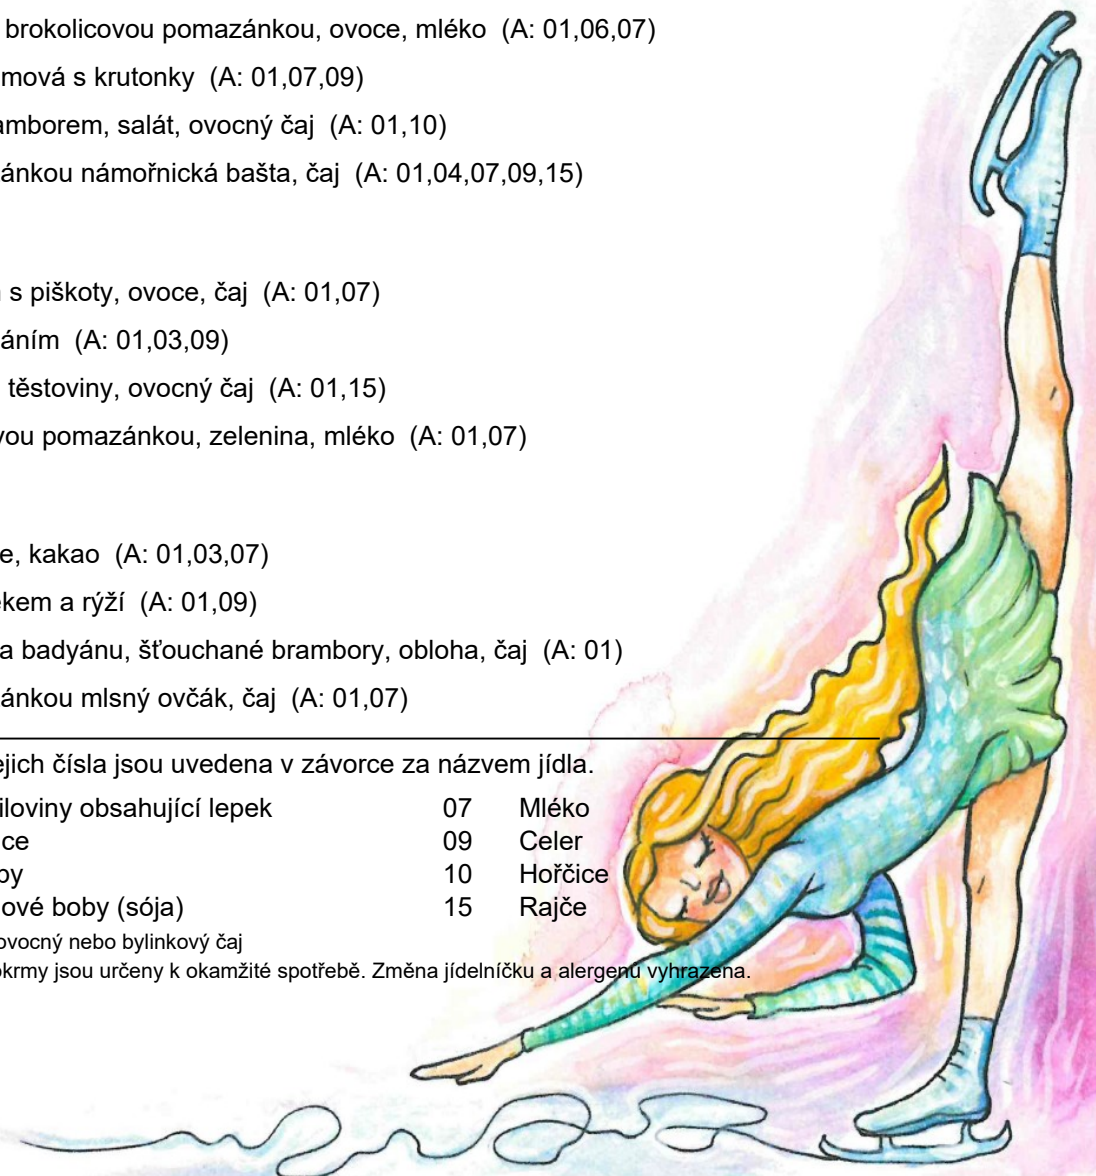 brokolicovou pomazánkou, ovoce, mléko (A: 01,06,07)
mová s krutonky (A: 01,07,09)
amborem, salát, ovocný čaj (A: 01,10)
ánkou námořnická bašta, čaj (A: 01,04,07,09,15)
s piškoty, ovoce, čaj (A: 01,07)
áním (A: 01,03,09)
těstoviny, ovocný čaj (A: 01,15)
vou pomazánkou, zelenina, mléko (A: 01,07)
e, kakao (A: 01,03,07)
kem a rýží (A: 01,09)
a badyánu, šťouchané brambory, obloha, čaj (A: 01)
ánkou mlsný ovčák, čaj (A: 01,07)
ejich čísla jsou uvedena v závorce za názvem jídla.
iloviny obsahující lepek 07 Mléko
ce 09 Celer
by 10 Hořčice
ové boby (sója) 15 Rajče
ovocný nebo bylinkový čaj
okrmy jsou určeny k okamžité spotřebě. Změna jídelníčku a alergenů vyhrazena.